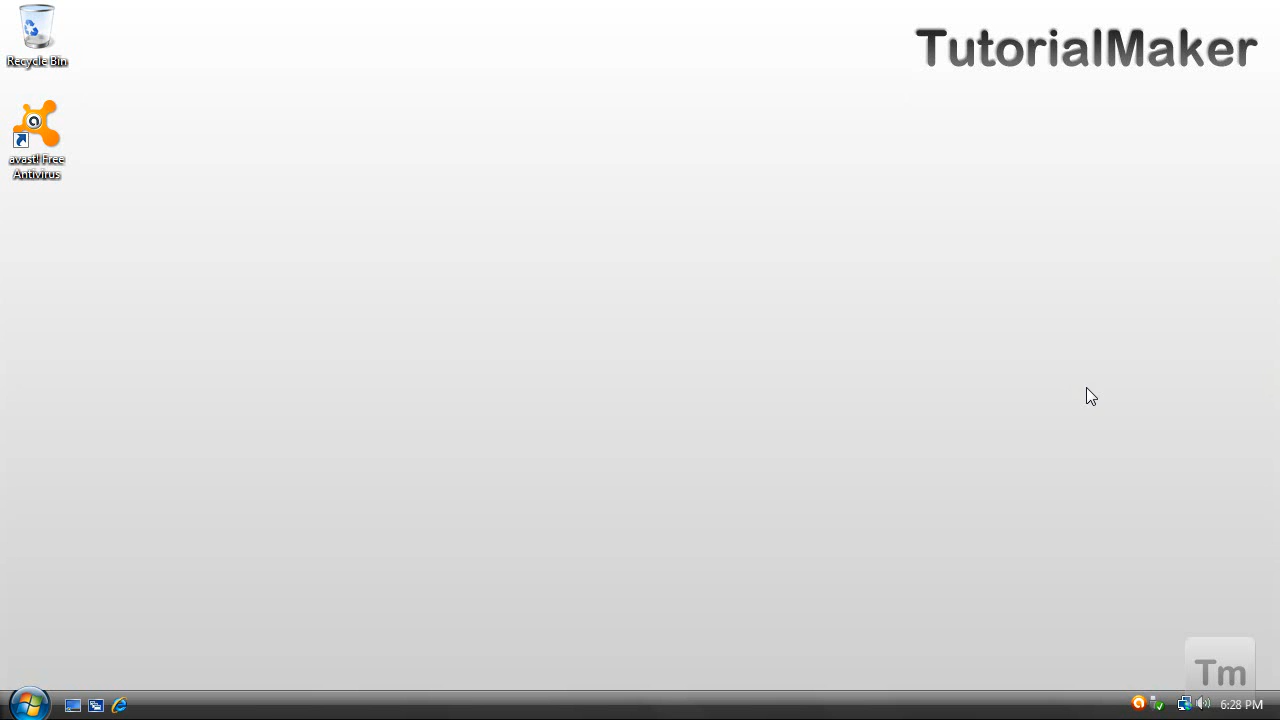 TutorialMaker
Recycle Bin
avast! Free
Antivirus
Tm
6:28 PM